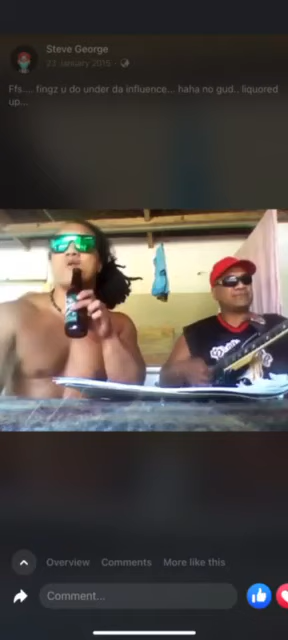 Steve George
23 January 2015 ·
Ffs.... fingz u do under da influence... haha no gud.. liquored
up...
Overview Comments More like this
Comment...